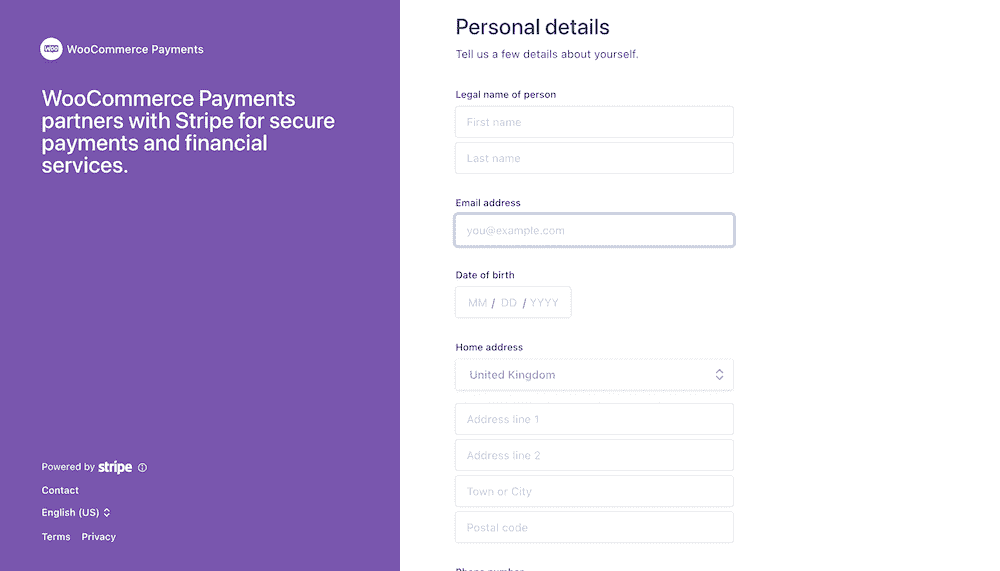 WOO WooCommerce Payments
WooCommerce Payments
partners with Stripe for secure
payments and financial
services.
Powered by stripe
Contact
English (US)
Terms Privacy
Personal details
Tell us a few details about yourself.
Legal name of person
First name
Last name
Email address
you@example.com
Date of birth
MM / DD / YYYY
Home address
United Kingdom
Address line 1
Address line 2
Town or City
Postal code
Phone number